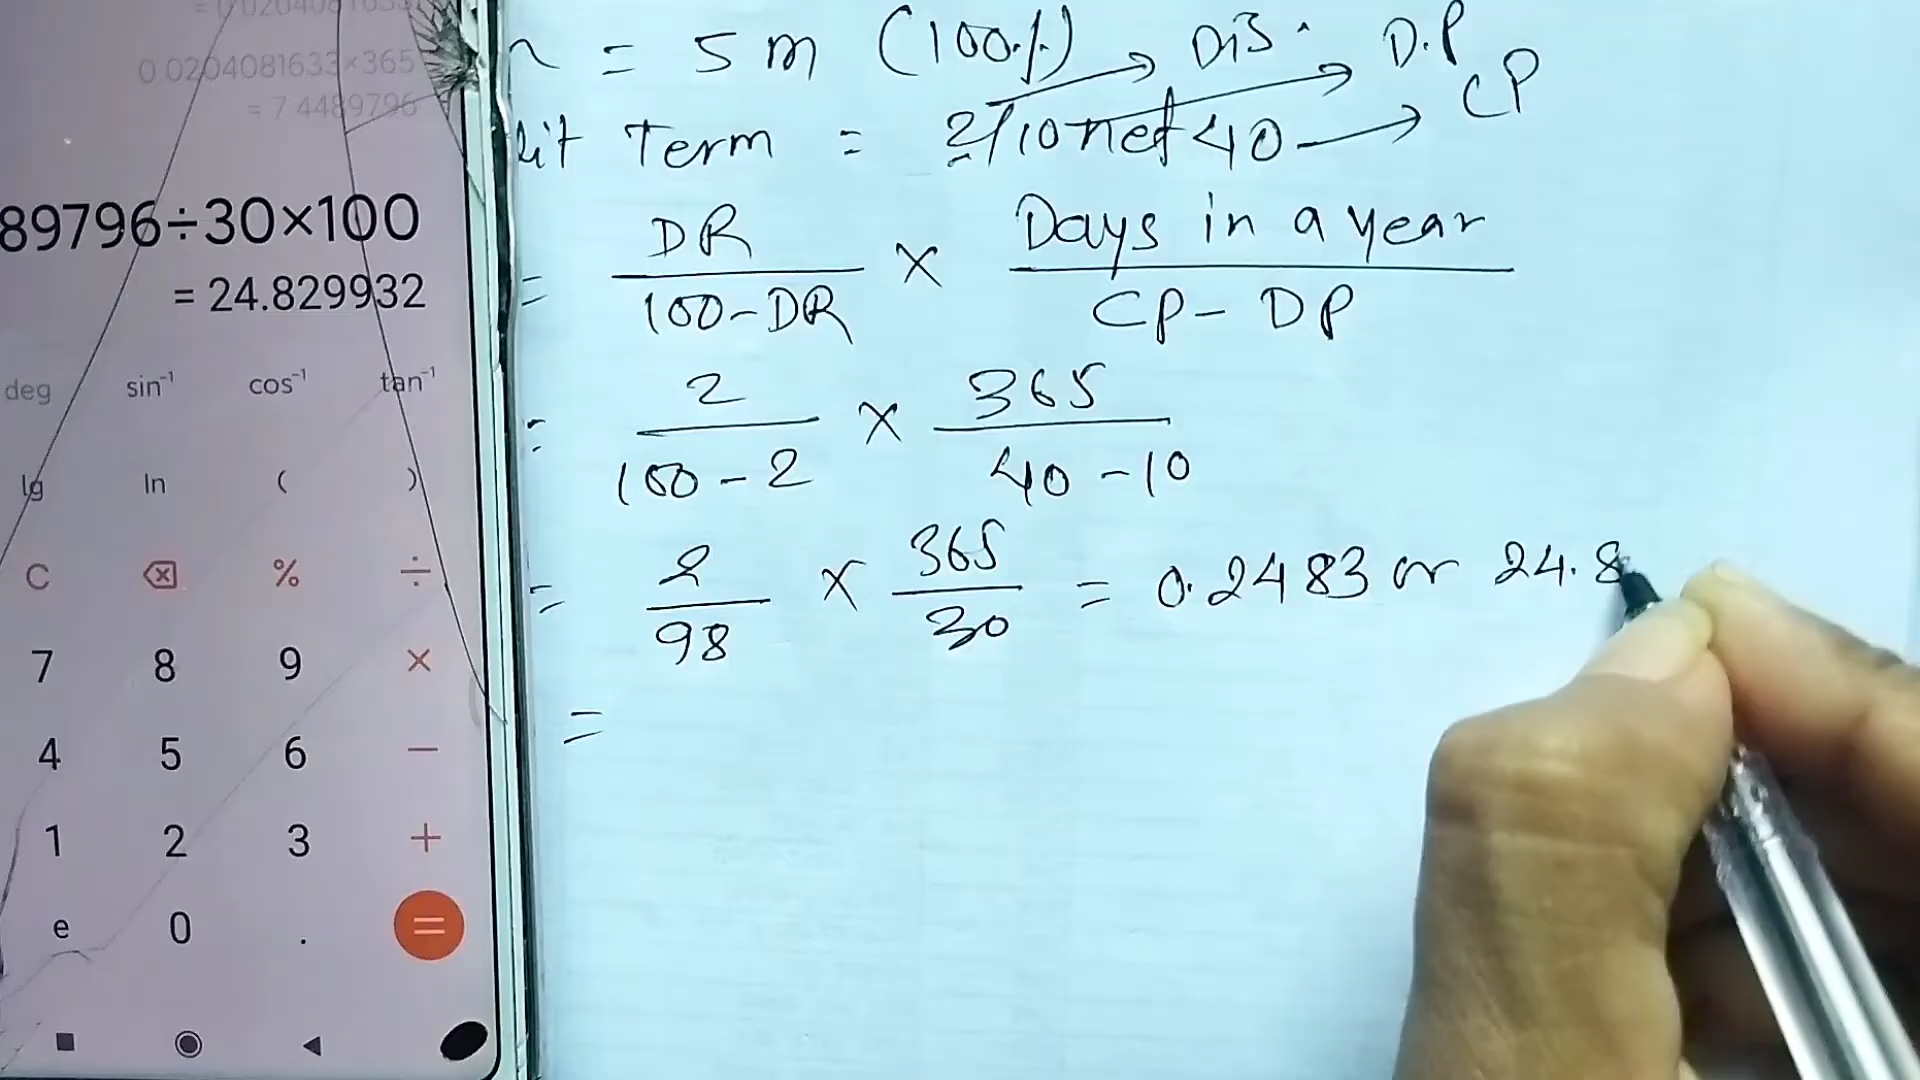 = 0.0204081633
0.0204081633×365
= 7.4489796
89796÷30×100
= 24.829932
deg sin⁻¹ cos⁻¹ tan⁻¹
lg ln ( )
C % ÷
7 8 9 ×
4 5 6 −
1 2 3 +
e 0 . =
= 5 m (100%) → Dis. D.P
CP
dit Term = 2/10 net 40 →
= DR / 100-DR × Days in a year / CP - DP
= 2 / 100 - 2 × 365 / 40 - 10
= 2 / 98 × 365 / 30 = 0.2483 or 24.8
=